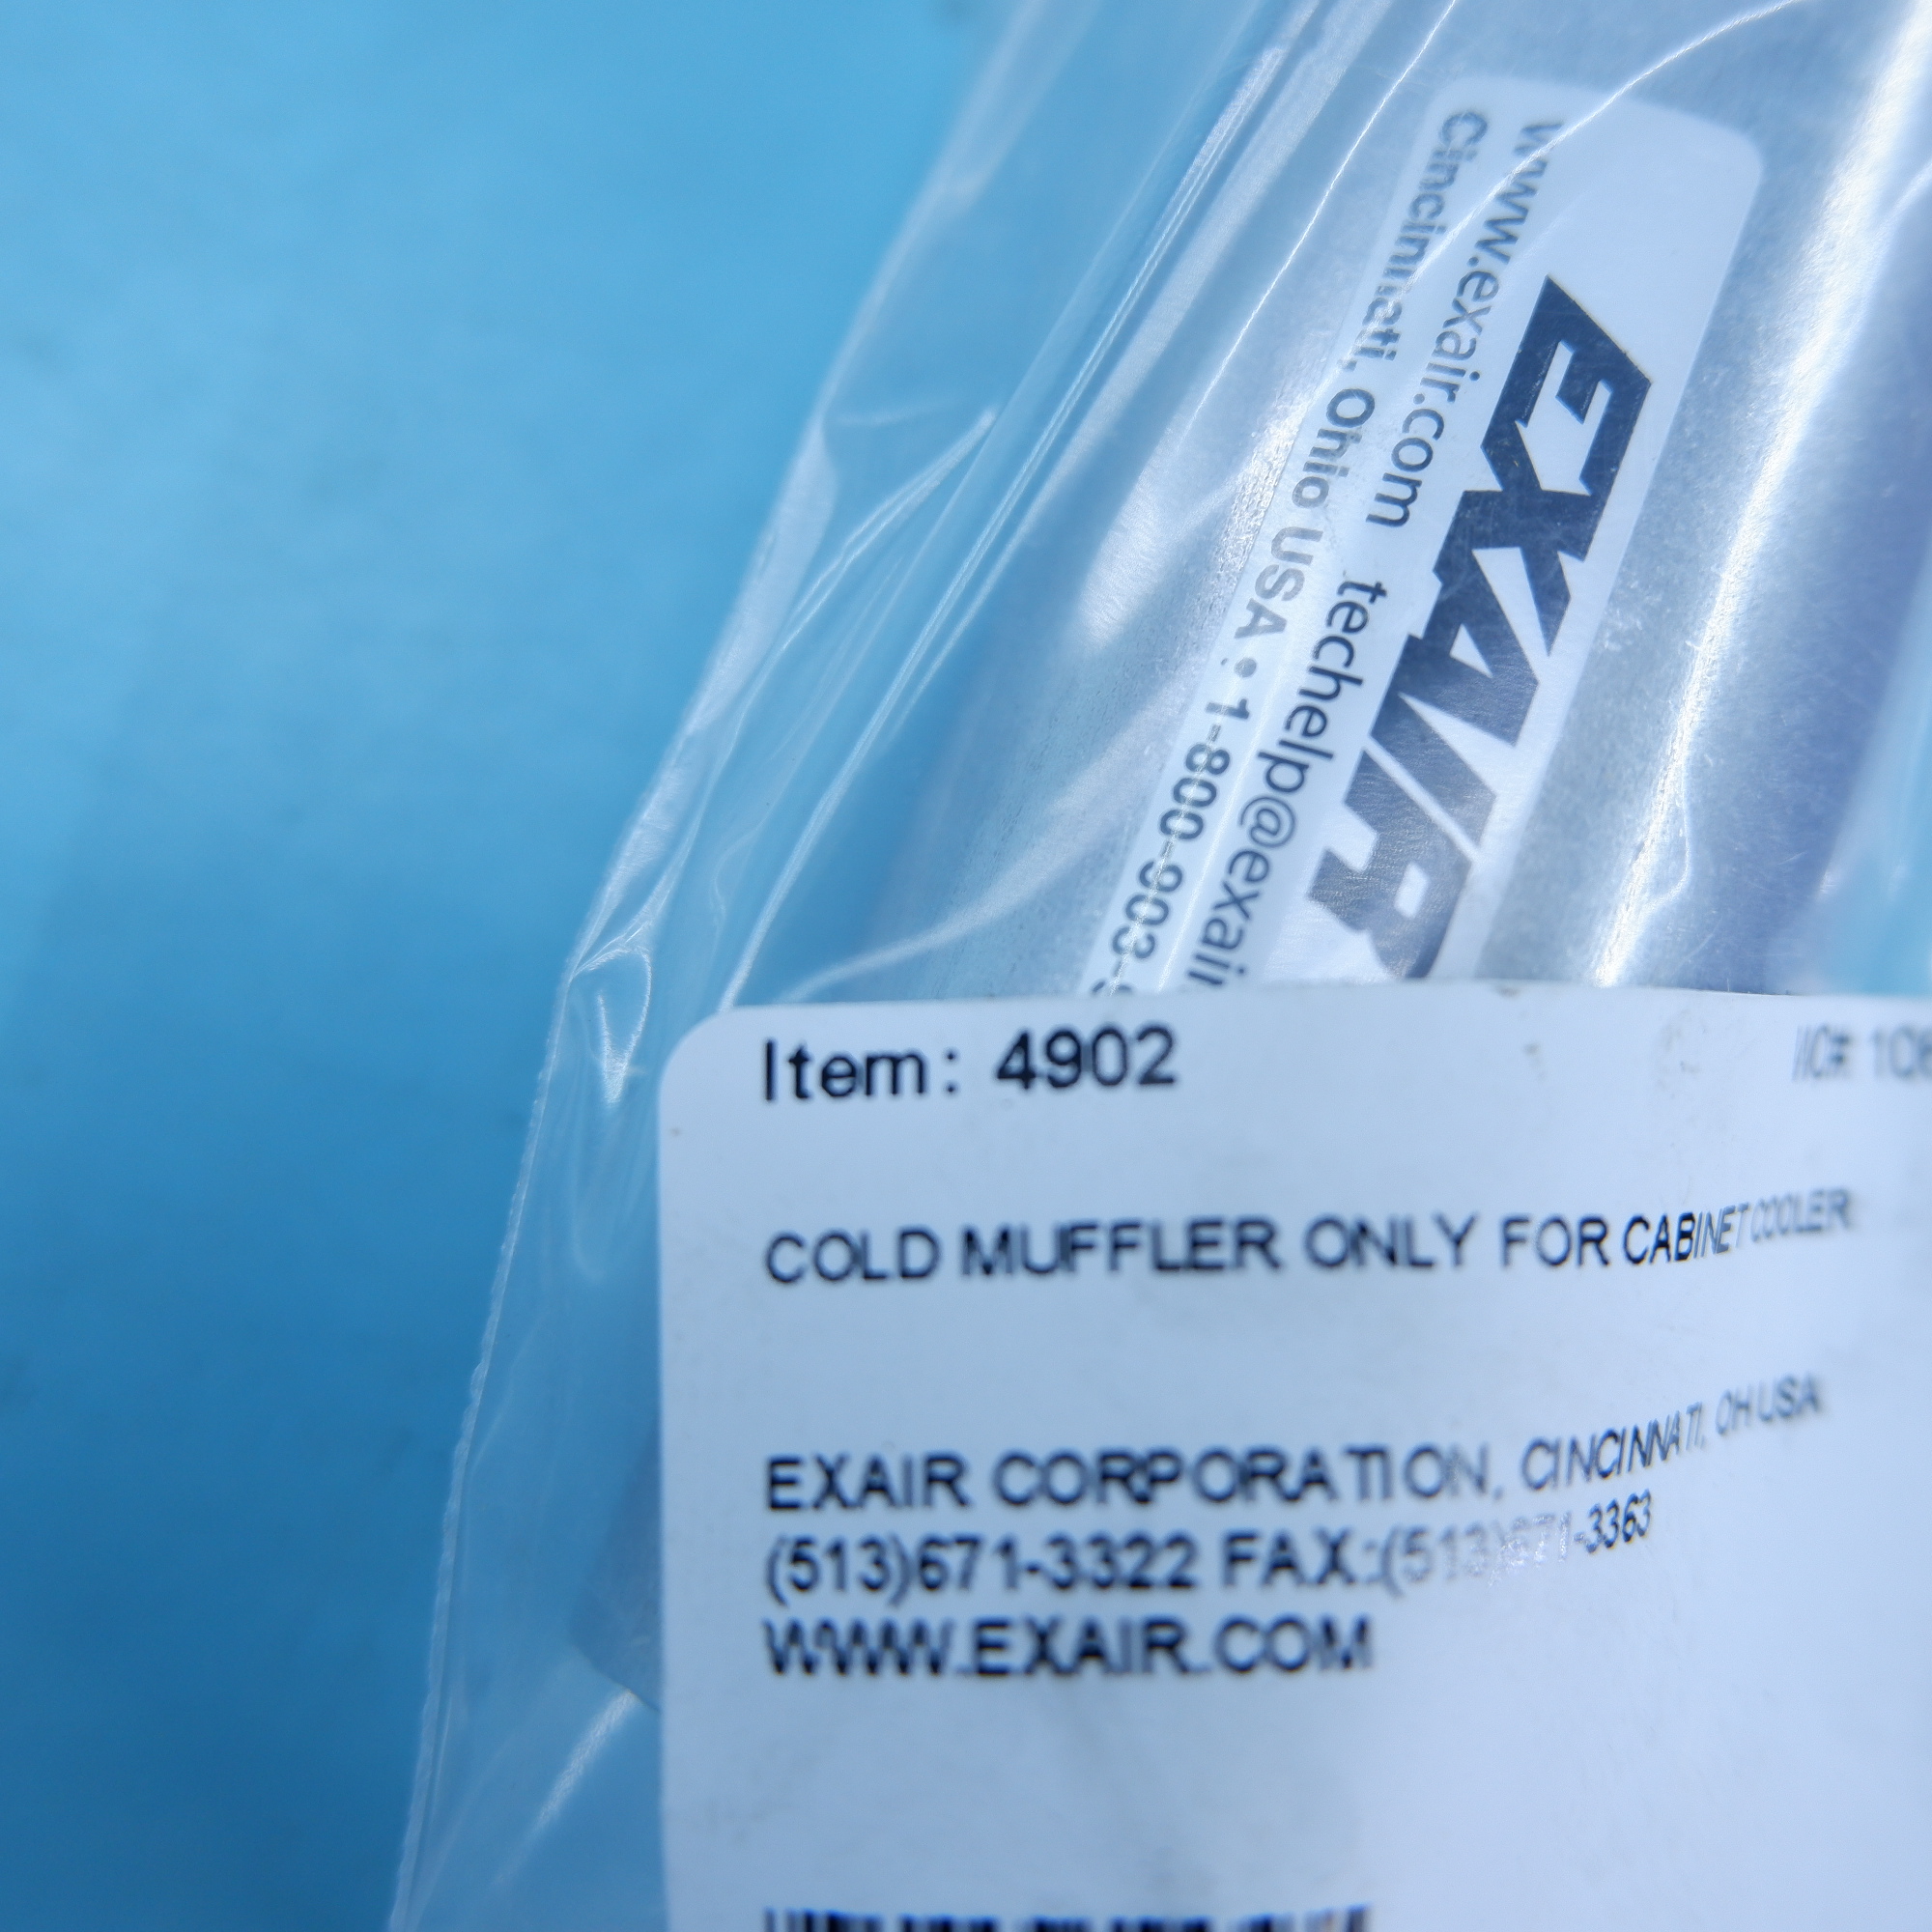 EXAIR
www.exair.com techelp@exair
Cincinnati, Ohio USA • 1-800-903-
Item: 4902
COLD MUFFLER ONLY FOR CABINET COOLER
EXAIR CORPORATION, CINCINNATI, OH USA
(513)671-3322 FAX:(513)671-3363
WWW.EXAIR.COM